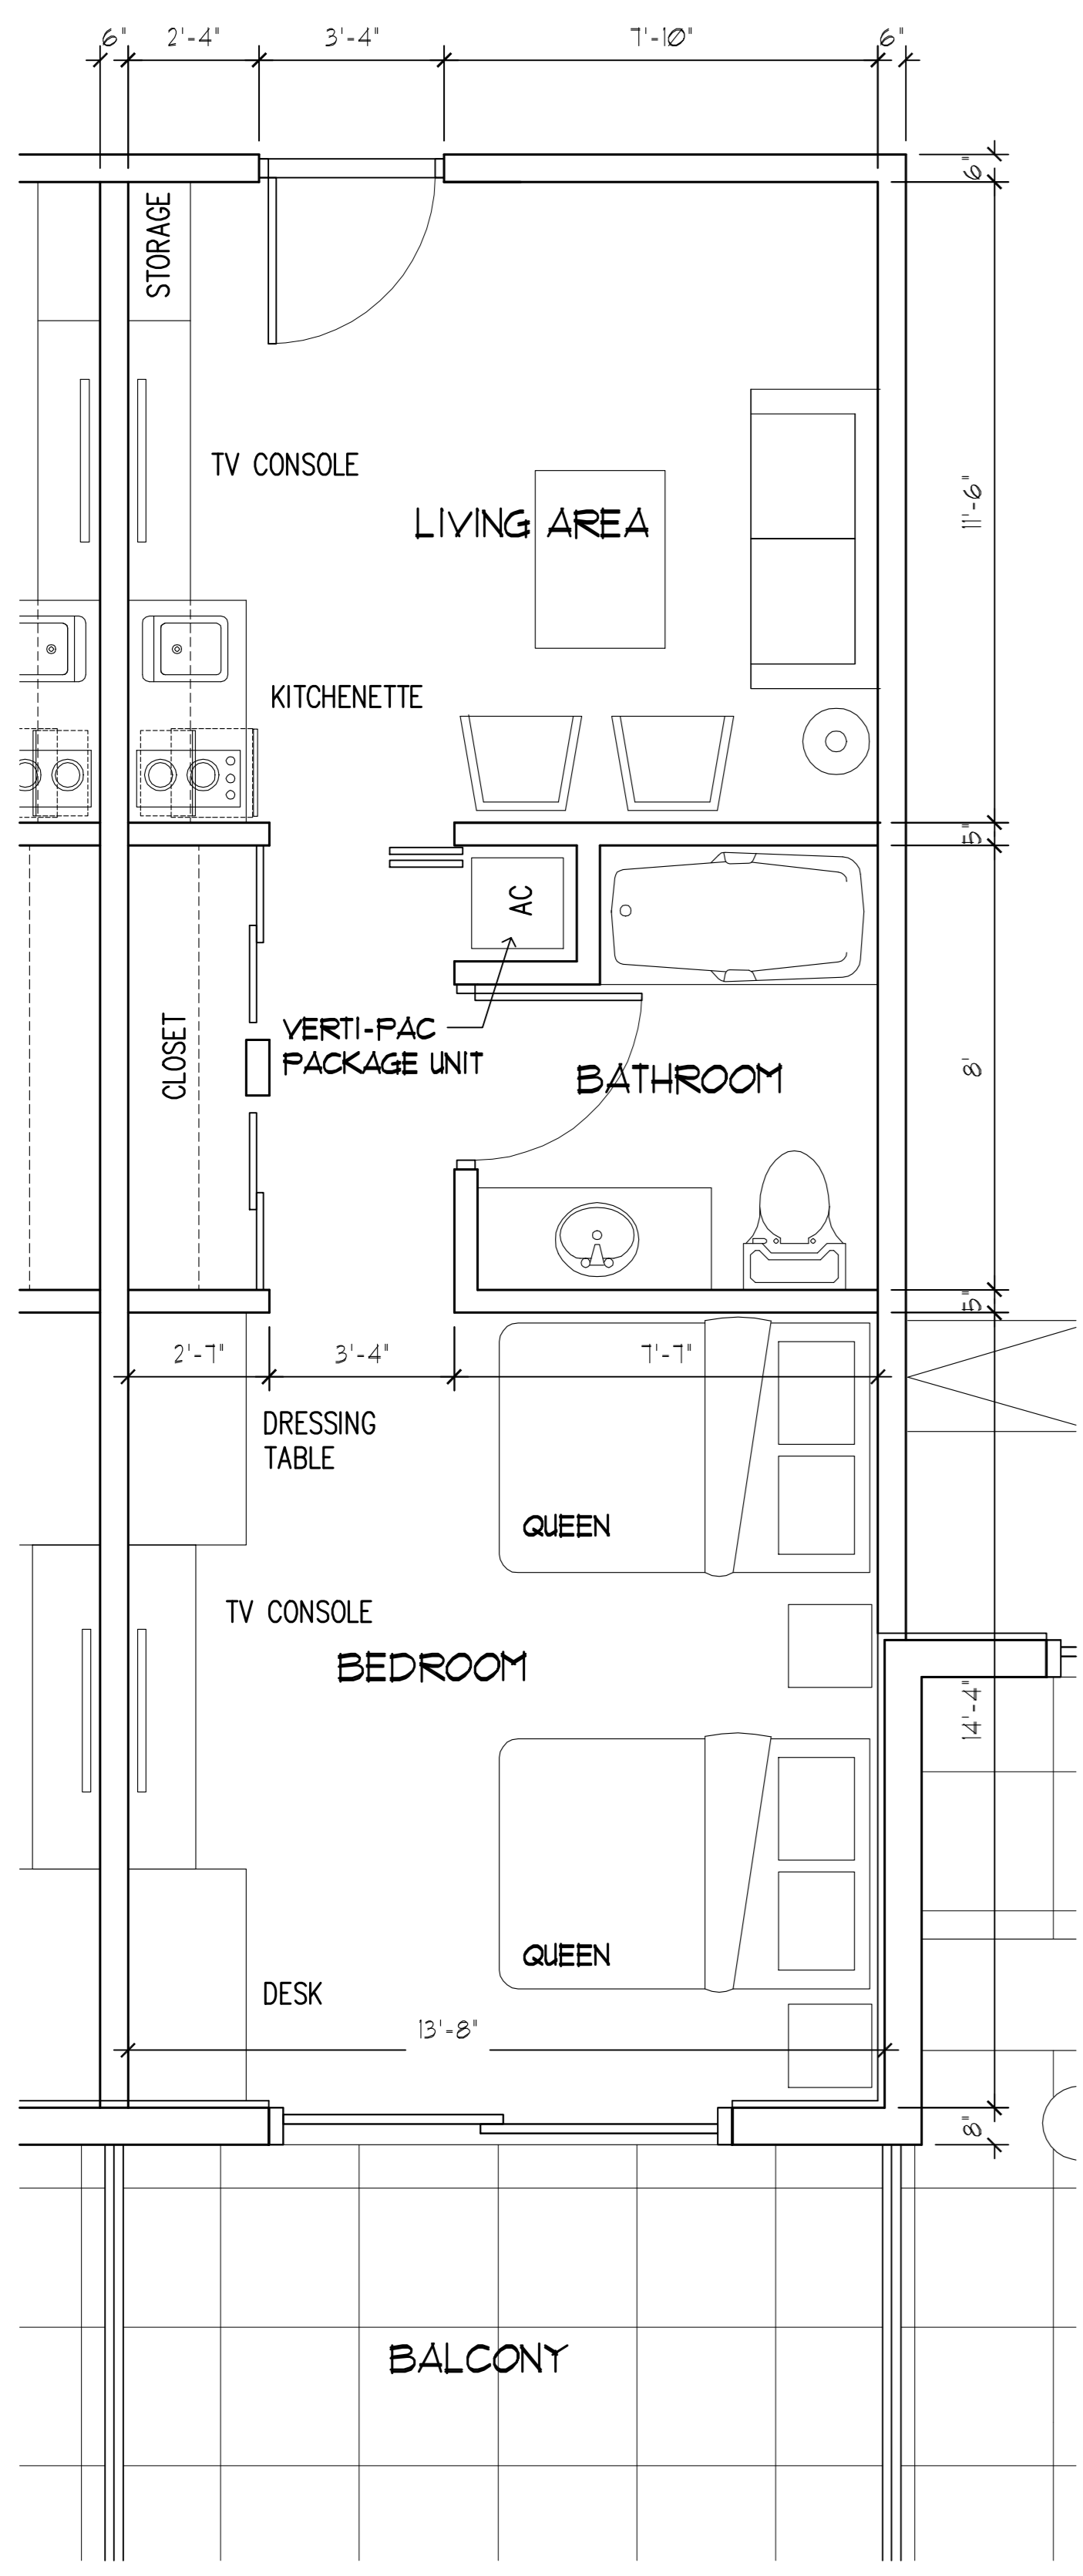 6" 2'-4" 3'-4" 7'-10" 6"
6"
STORAGE
TV CONSOLE
LIVING AREA
11'-6"
KITCHENETTE
5"
AC
CLOSET
VERTI-PAC
PACKAGE UNIT
BATHROOM
8'
5"
2'-7" 3'-4" 7'-7"
DRESSING
TABLE
QUEEN
TV CONSOLE
BEDROOM
14'-4"
QUEEN
DESK
13'-8"
8"
BALCONY